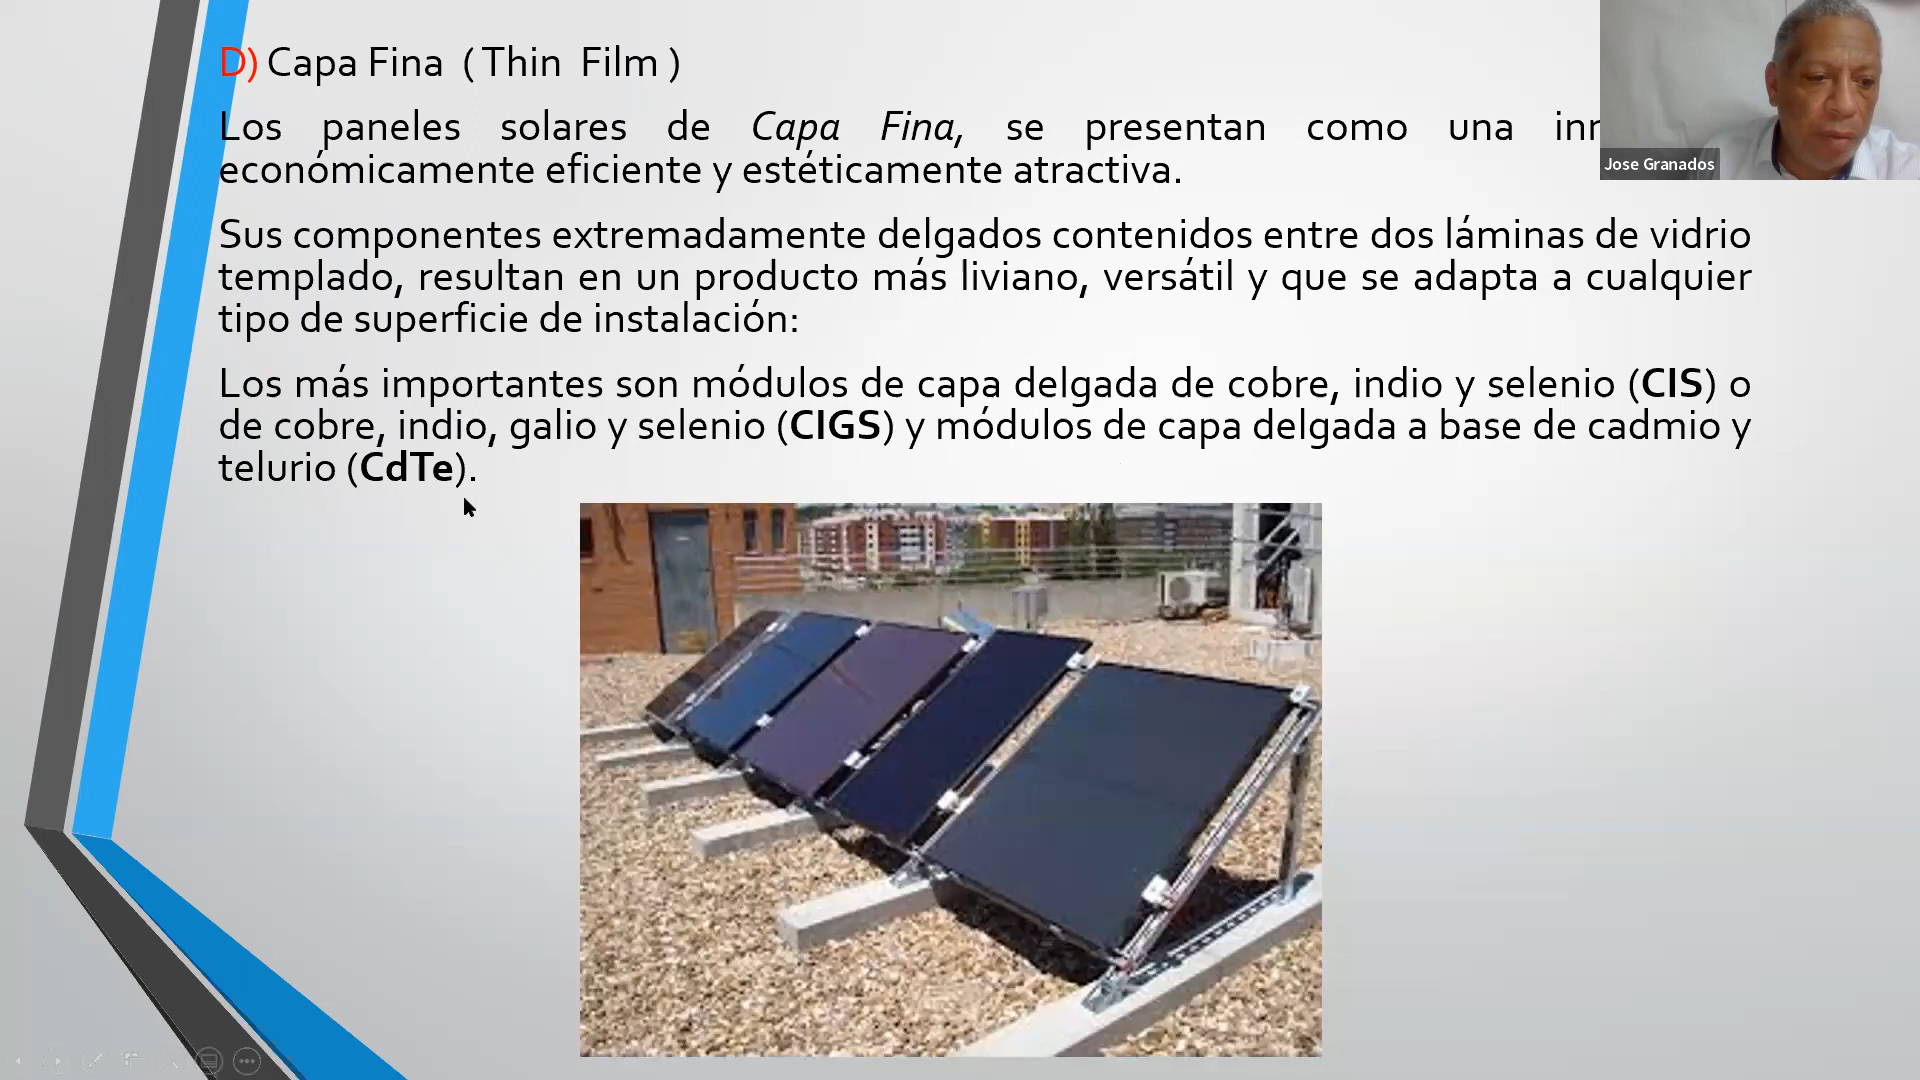 D) Capa Fina ( Thin Film )
Los paneles solares de Capa Fina, se presentan como una
económicamente eficiente y estéticamente atractiva.
Sus componentes extremadamente delgados contenidos entre dos láminas de vidrio
templado, resultan en un producto más liviano, versátil y que se adapta a cualquier
tipo de superficie de instalación:
Los más importantes son módulos de capa delgada de cobre, indio y selenio (CIS) o
de cobre, indio, galio y selenio (CIGS) y módulos de capa delgada a base de cadmio y
telurio (CdTe).
Jose Granados